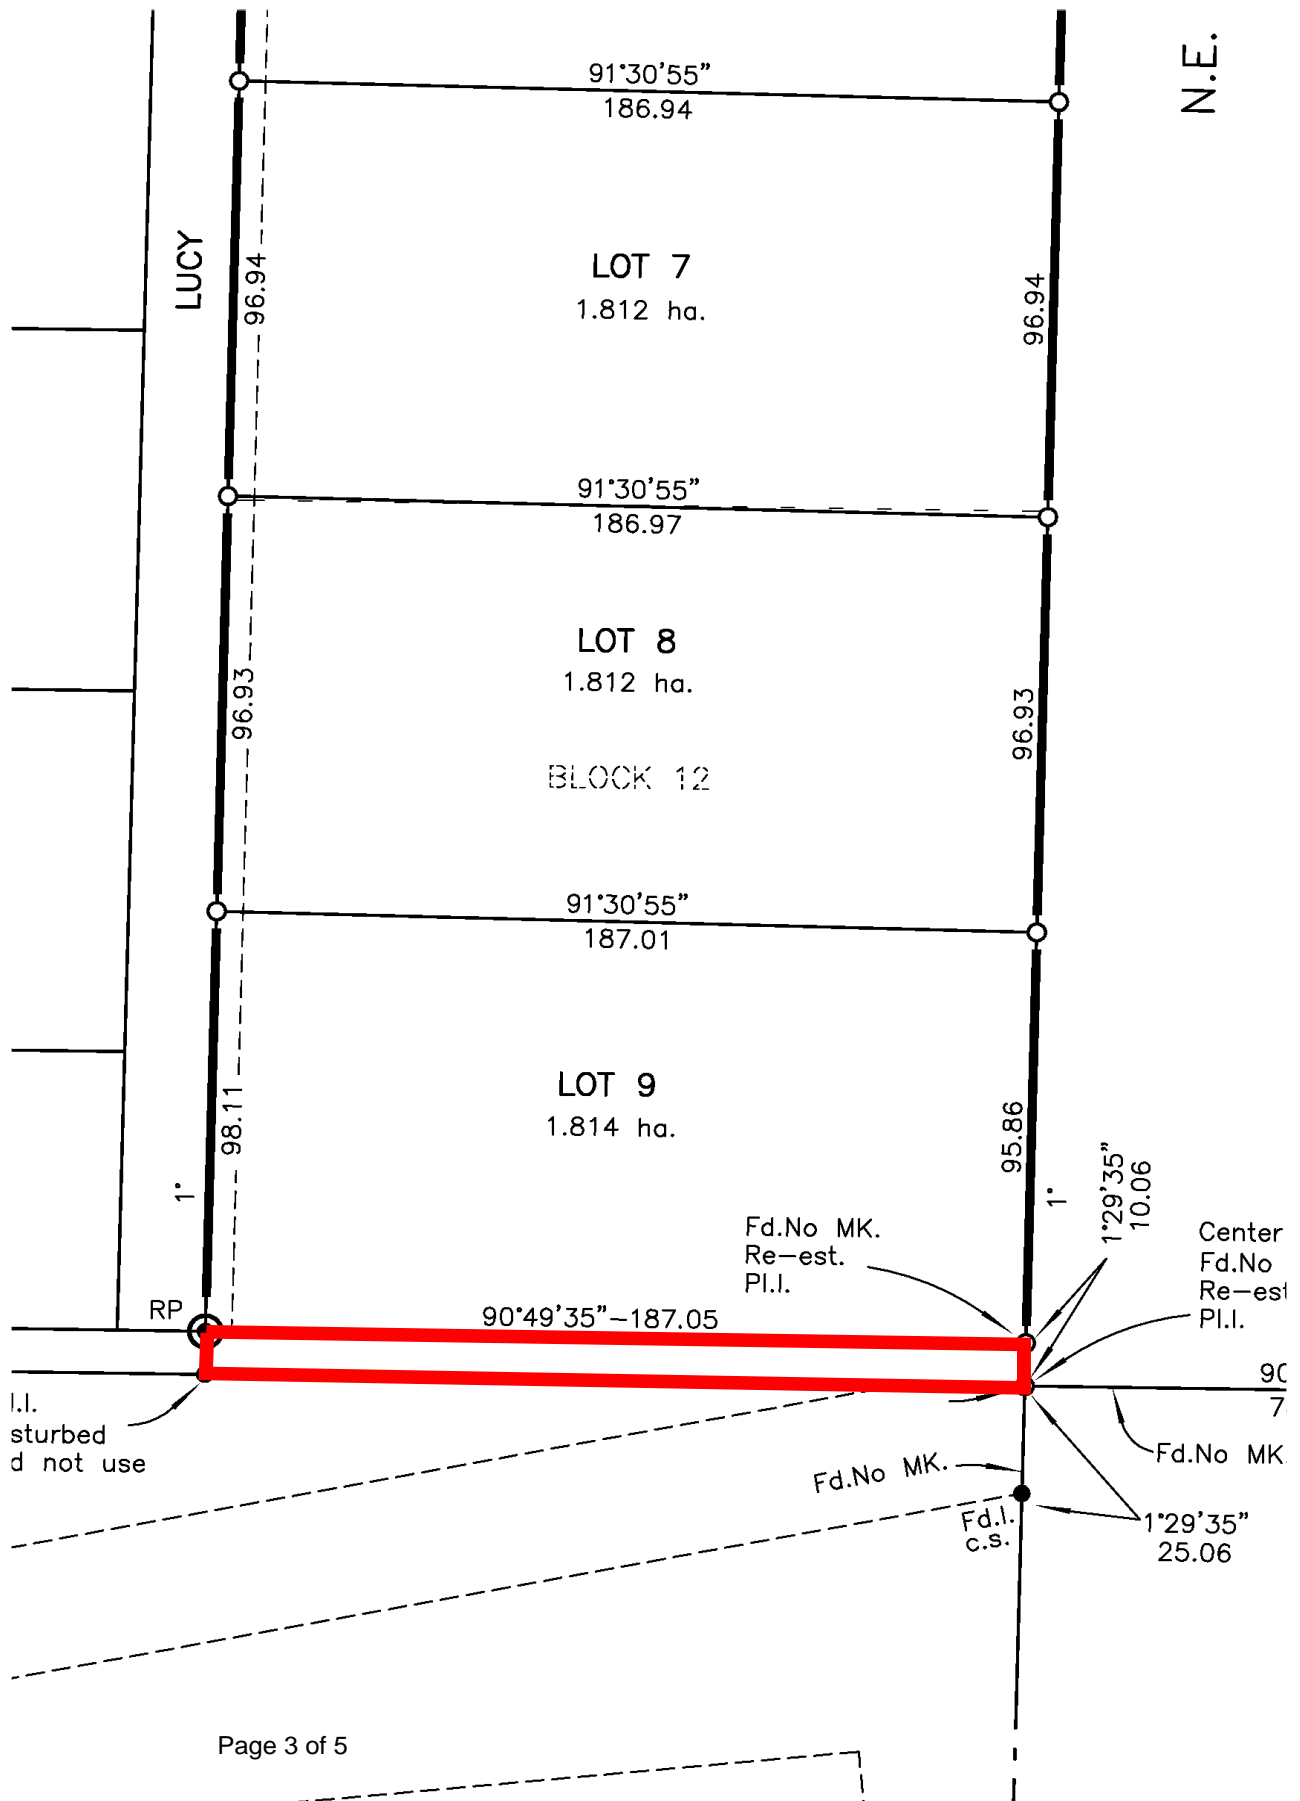 N.E.
91°30'55"
186.94
LUCY
96.94
LOT 7
1.812 ha.
96.94
91°30'55"
186.97
96.93
LOT 8
1.812 ha.
96.93
BLOCK 12
91°30'55"
187.01
98.11
LOT 9
1.814 ha.
95.86
1°
1°
1°29'35"
10.06
Fd.No MK.
Re-est.
Pl.I.
Center
Fd.No
Re-est
Pl.I.
RP
90°49'35"-187.05
90
7
I.I.
sturbed
d not use
Fd.No MK.
Fd.No MK.
Fd.I.
c.s.
1°29'35"
25.06
Page 3 of 5